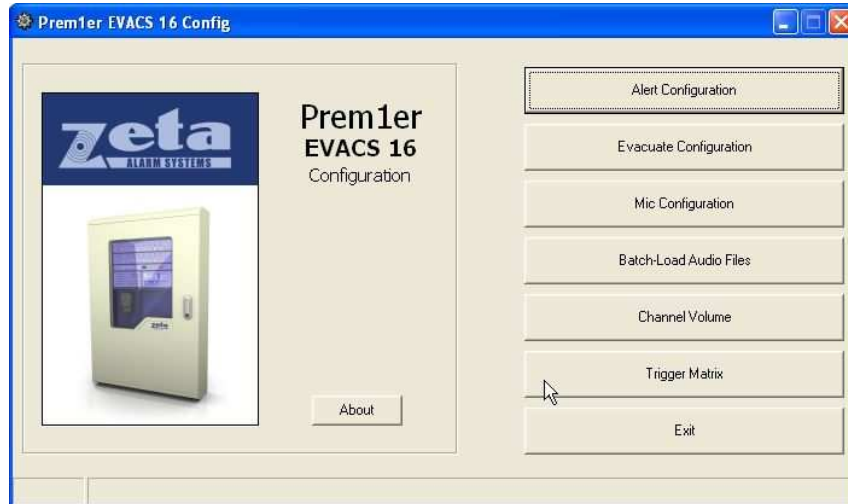 Prem1er EVACS 16 Config
zeta
ALARM SYSTEMS
zeta
Prem1er
EVACS 16
Configuration
About
Alert Configuration
Evacuate Configuration
Mic Configuration
Batch-Load Audio Files
Channel Volume
Trigger Matrix
Exit